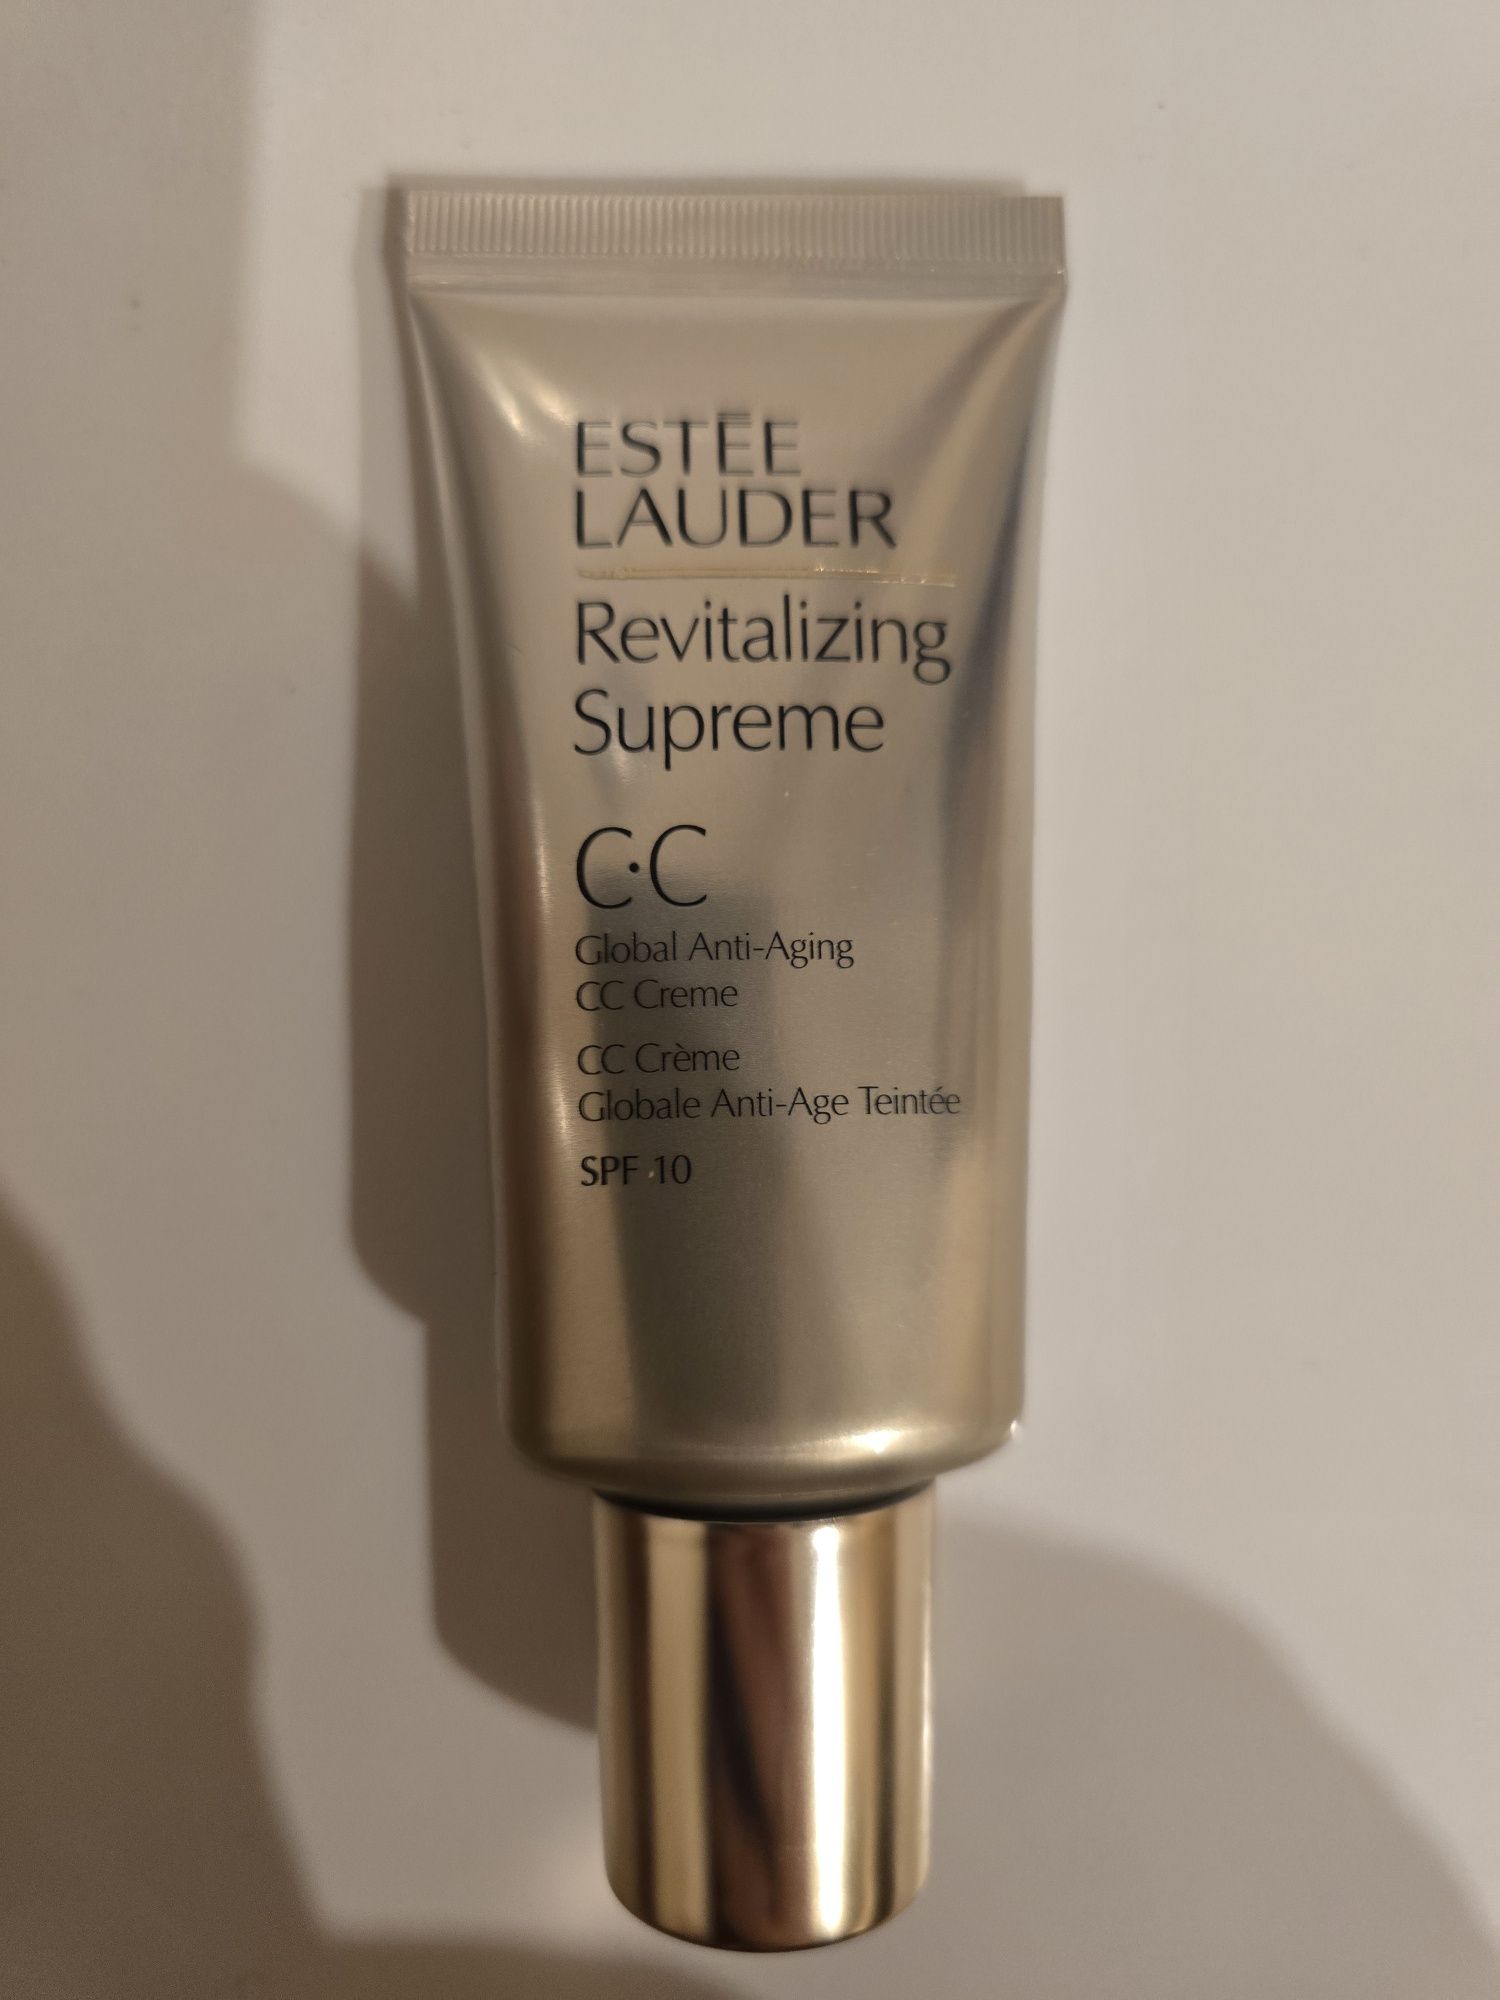 ESTĒE
LAUDER
Revitalizing
Supreme
C·C
Global Anti-Aging
CC Creme
CC Crème
Globale Anti-Age Teintée
SPF 10